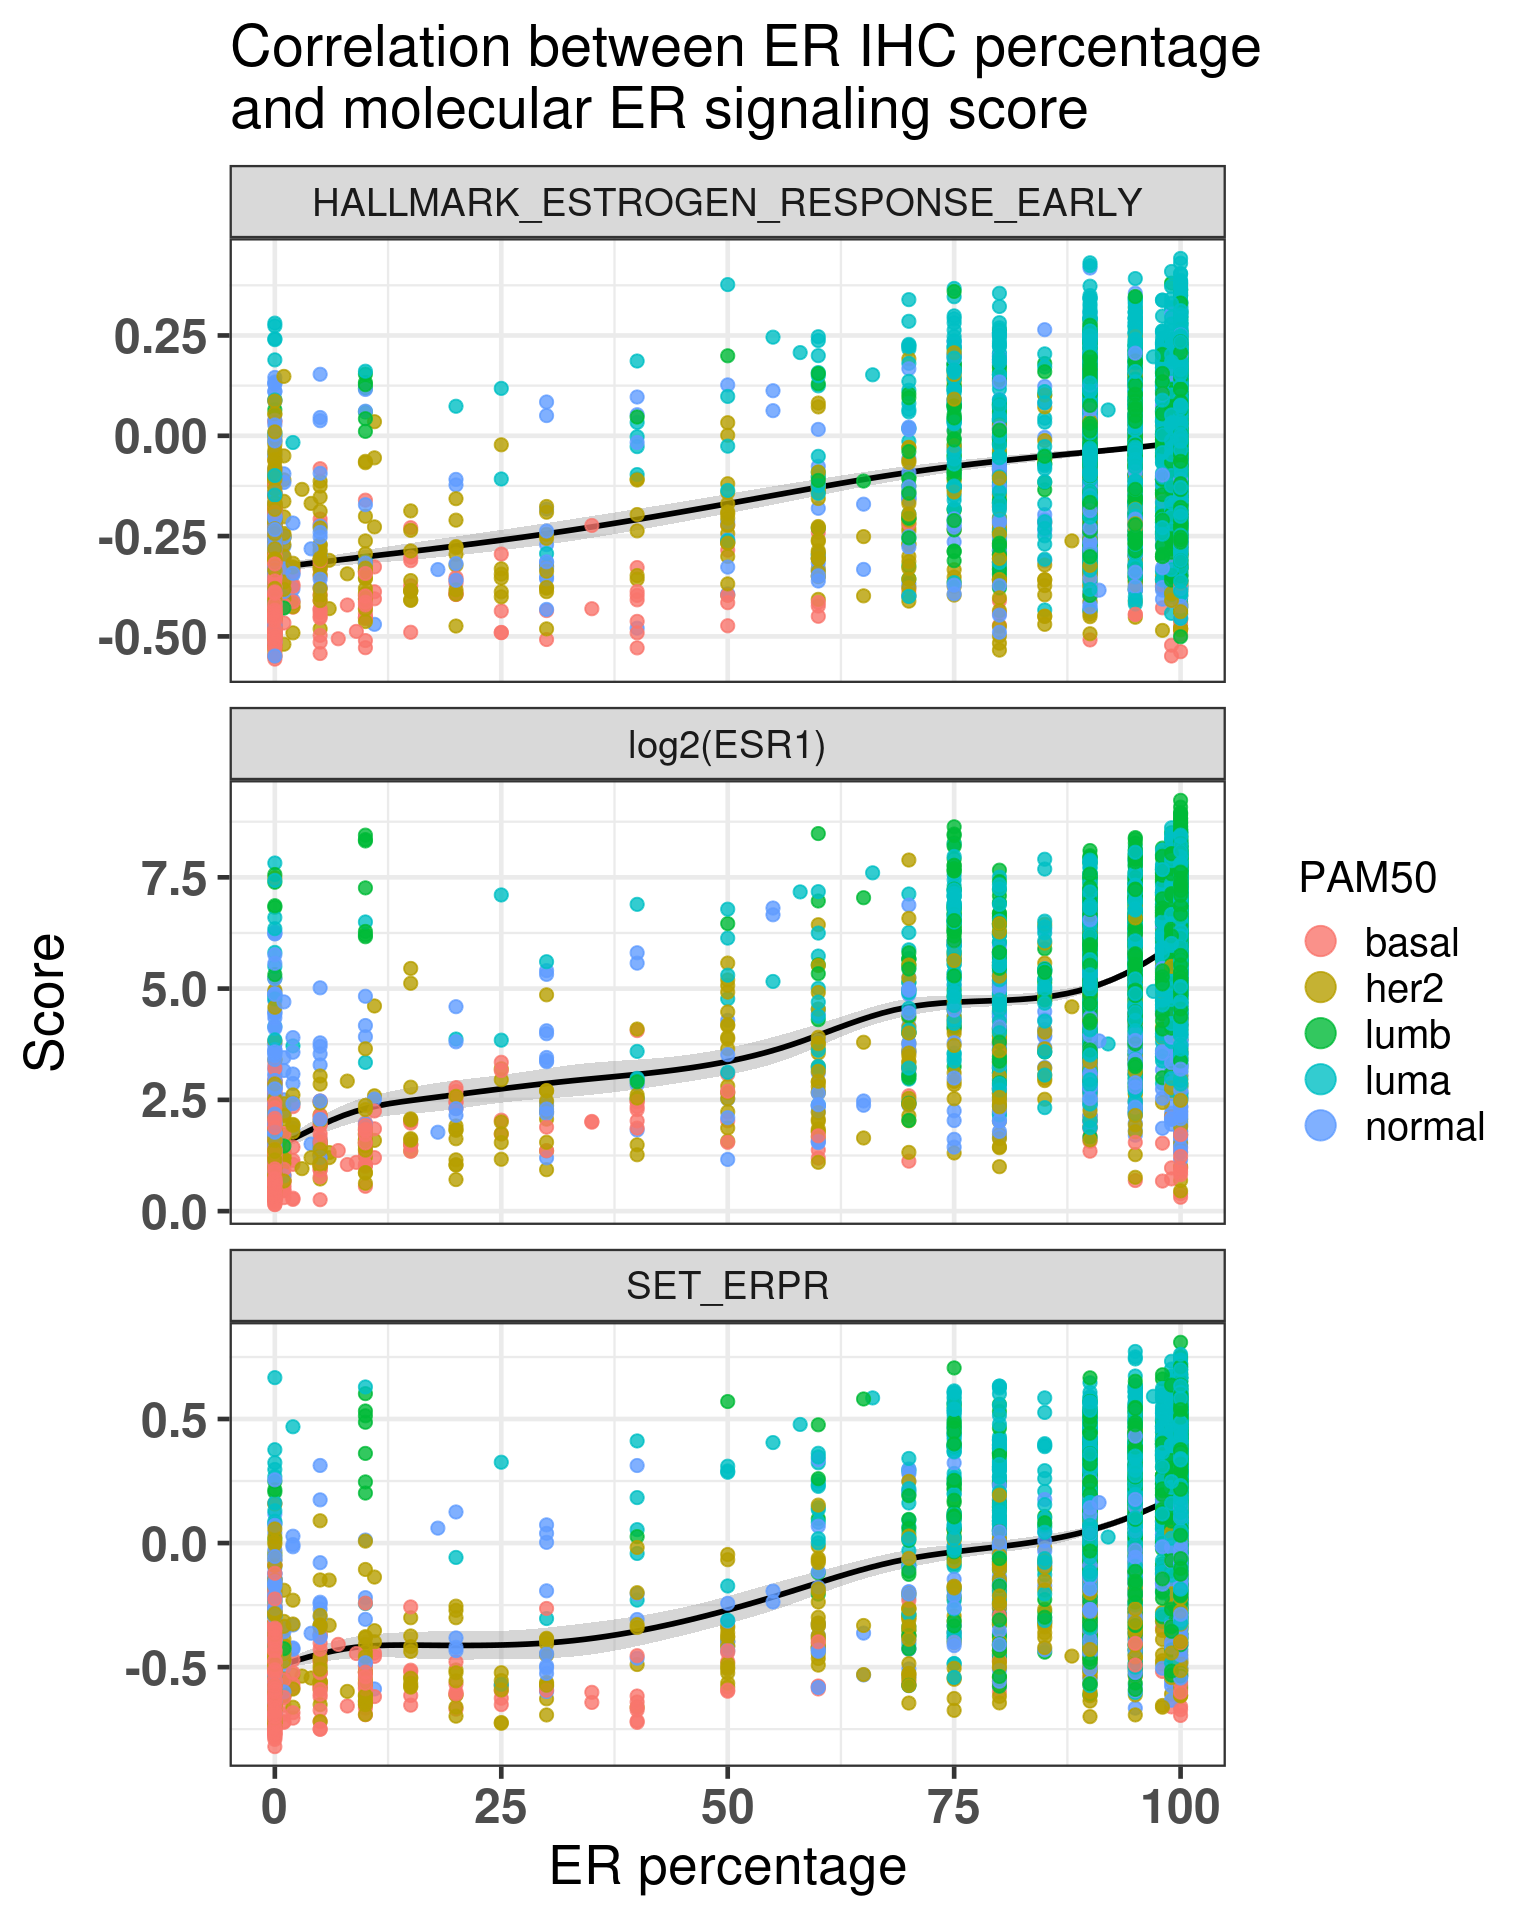 Correlation between ER IHC percentage
and molecular ER signaling score
HALLMARK_ESTROGEN_RESPONSE_EARLY
0.25
0.00
-0.25
-0.50
log2(ESR1)
7.5
5.0
2.5
0.0
SET_ERPR
0.5
0.0
-0.5
0 25 50 75 100
ER percentage
Score
PAM50
basal
her2
lumb
luma
normal